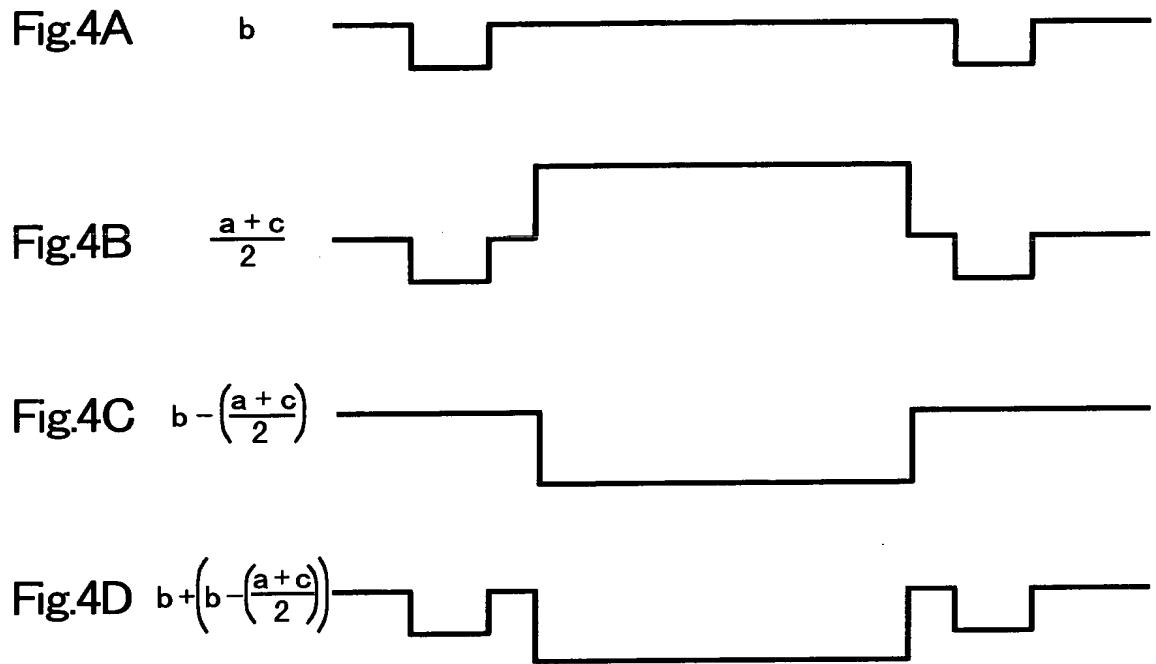 Fig.4A b
Fig.4B a + c / 2
Fig.4C b - (a + c / 2)
Fig.4D b + (b - (a + c / 2))